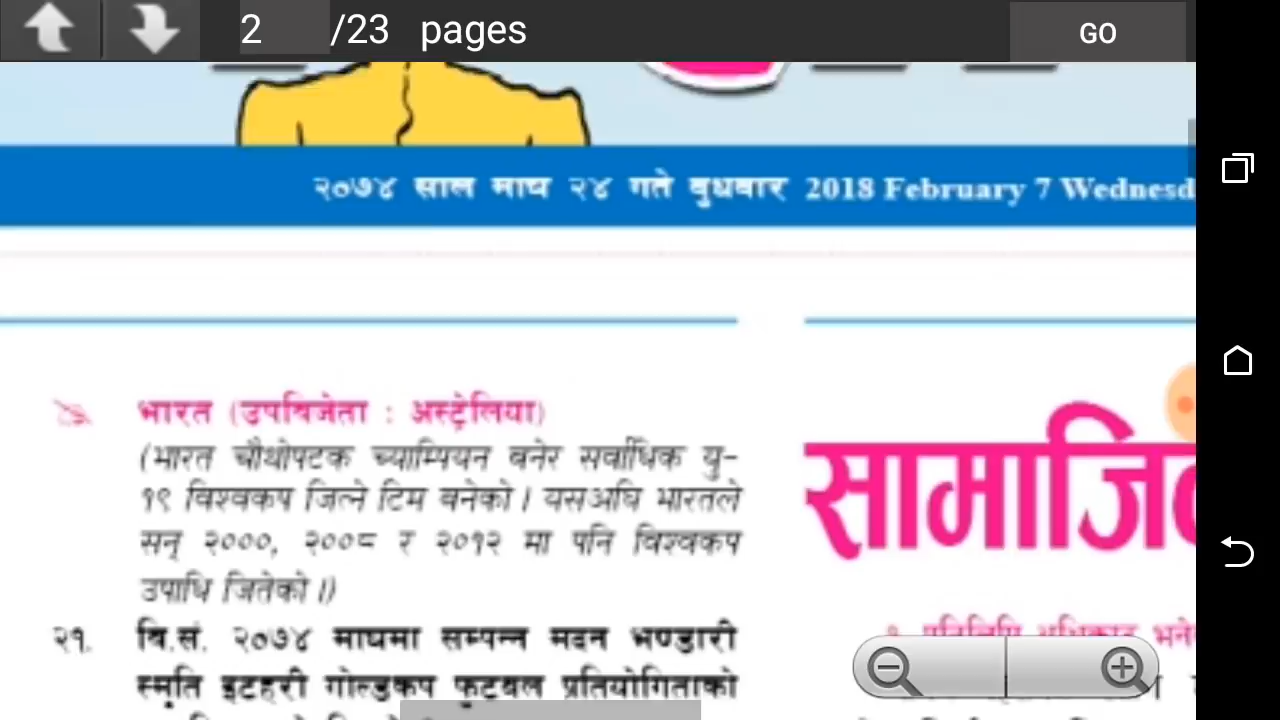 2 /23 pages GO
२०७४ साल माघ २४ गते बुधबार 2018 February 7 Wednesd
भारत (उपविजेता : अस्ट्रेलिया)
(भारत चौथोपटक च्याम्पियन बनेर सर्वाधिक यु-
१९ विश्वकप जित्ने टिम बनेको । यसअघि भारतले
सन् २०००, २००८ र २०१२ मा पनि विश्वकप
उपाधि जितेको ।)
२१. वि.सं. २०७४ माघमा सम्पन्न मदन भण्डारी
स्मृति इटहरी गोल्डकप फुटबल प्रतियोगिताको
सामाजि